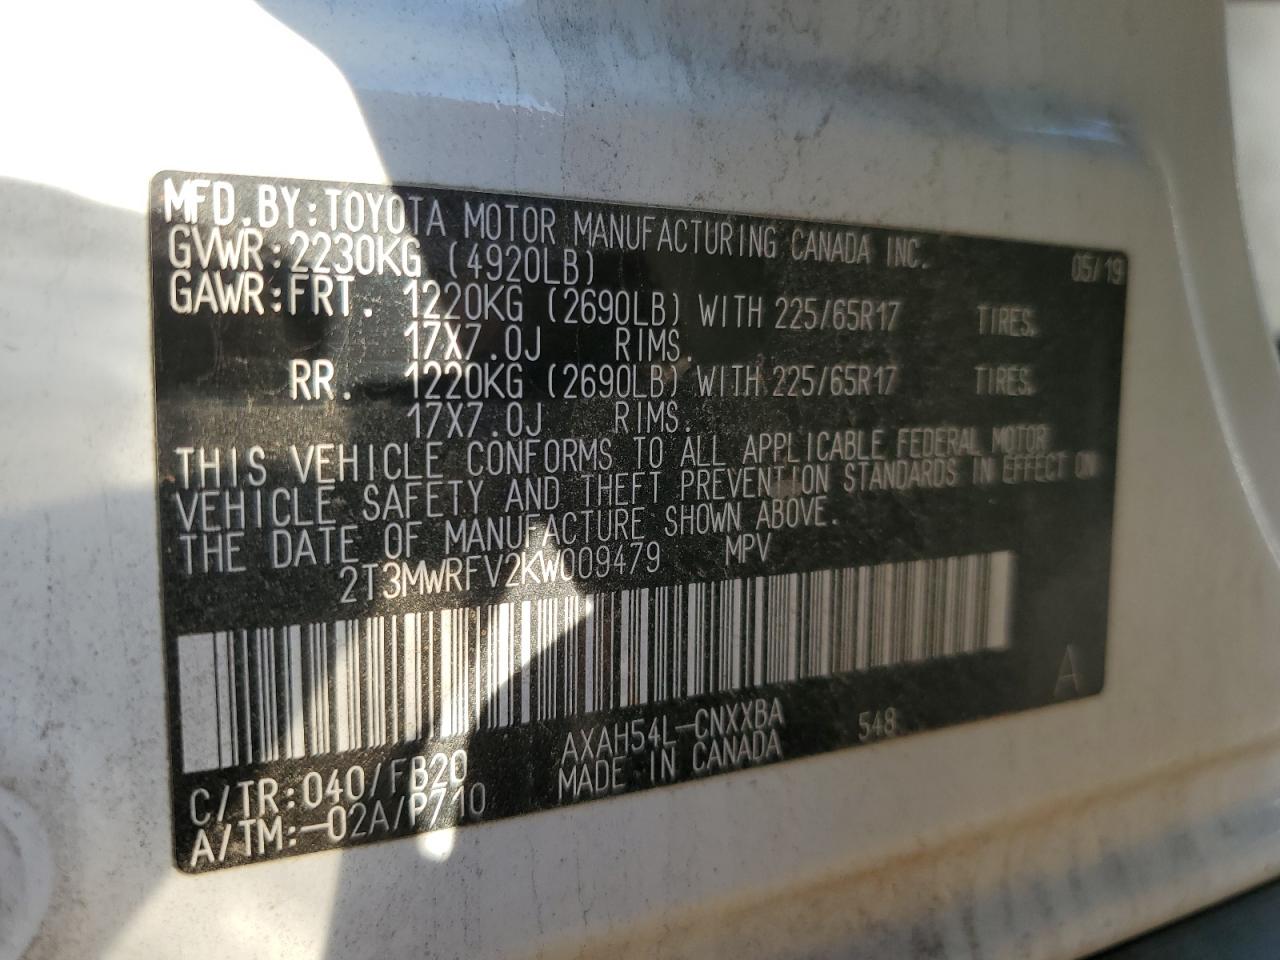 MFD.BY:TOYOTA MOTOR MANUFACTURING CANADA INC.
GVWR:2230KG (4920LB) 05/19
GAWR:FRT. 1220KG (2690LB) WITH 225/65R17 TIRES.
17X7.0J RIMS.
RR. 1220KG (2690LB) WITH 225/65R17 TIRES.
17X7.0J RIMS.
THIS VEHICLE CONFORMS TO ALL APPLICABLE FEDERAL MOTOR
VEHICLE SAFETY AND THEFT PREVENTION STANDARDS IN EFFECT ON
THE DATE OF MANUFACTURE SHOWN ABOVE.
2T3MWRFV2KW009479 MPV
A
AXAH54L-CNXXBA 548
C/TR:040/FB20 MADE IN CANADA
A/TM:-02A/P710